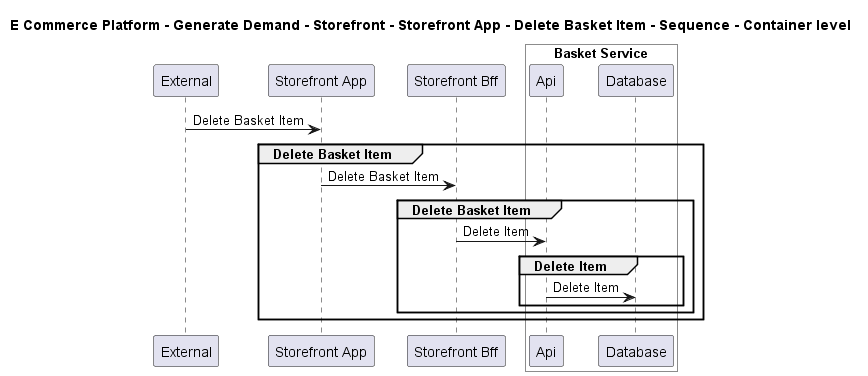 E Commerce Platform - Generate Demand - Storefront - Storefront App - Delete Basket Item - Sequence - Container level
Basket Service
External Storefront App Storefront Bff Api Database
Delete Basket Item
Delete Basket Item
Delete Basket Item
Delete Basket Item
Delete Item
Delete Item
Delete Item
External Storefront App Storefront Bff Api Database